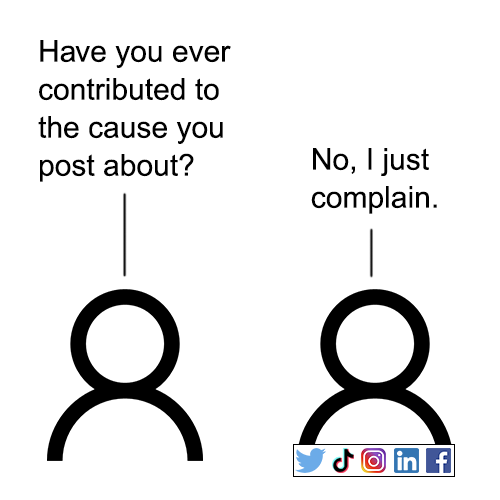 Have you ever
contributed to
the cause you
post about?
No, I just
complain.